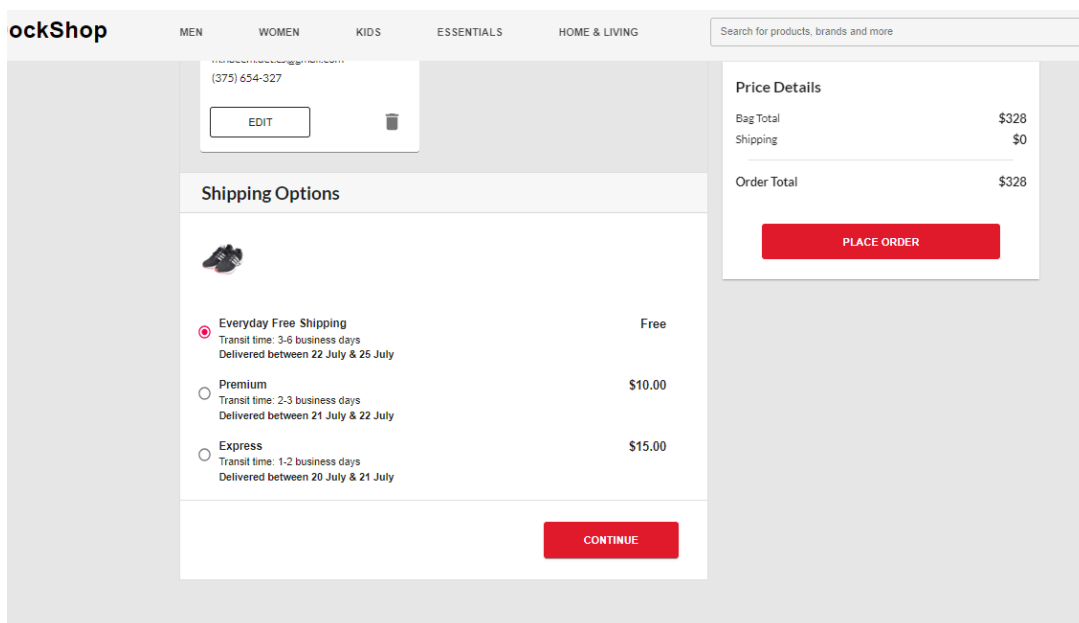 ockShop
MEN WOMEN KIDS ESSENTIALS HOME & LIVING
Search for products, brands and more
(375) 654-327
EDIT
Shipping Options
Everyday Free Shipping Free
Transit time: 3-6 business days
Delivered between 22 July & 25 July
Premium $10.00
Transit time: 2-3 business days
Delivered between 21 July & 22 July
Express $15.00
Transit time: 1-2 business days
Delivered between 20 July & 21 July
CONTINUE
Price Details
Bag Total $328
Shipping $0
Order Total $328
PLACE ORDER